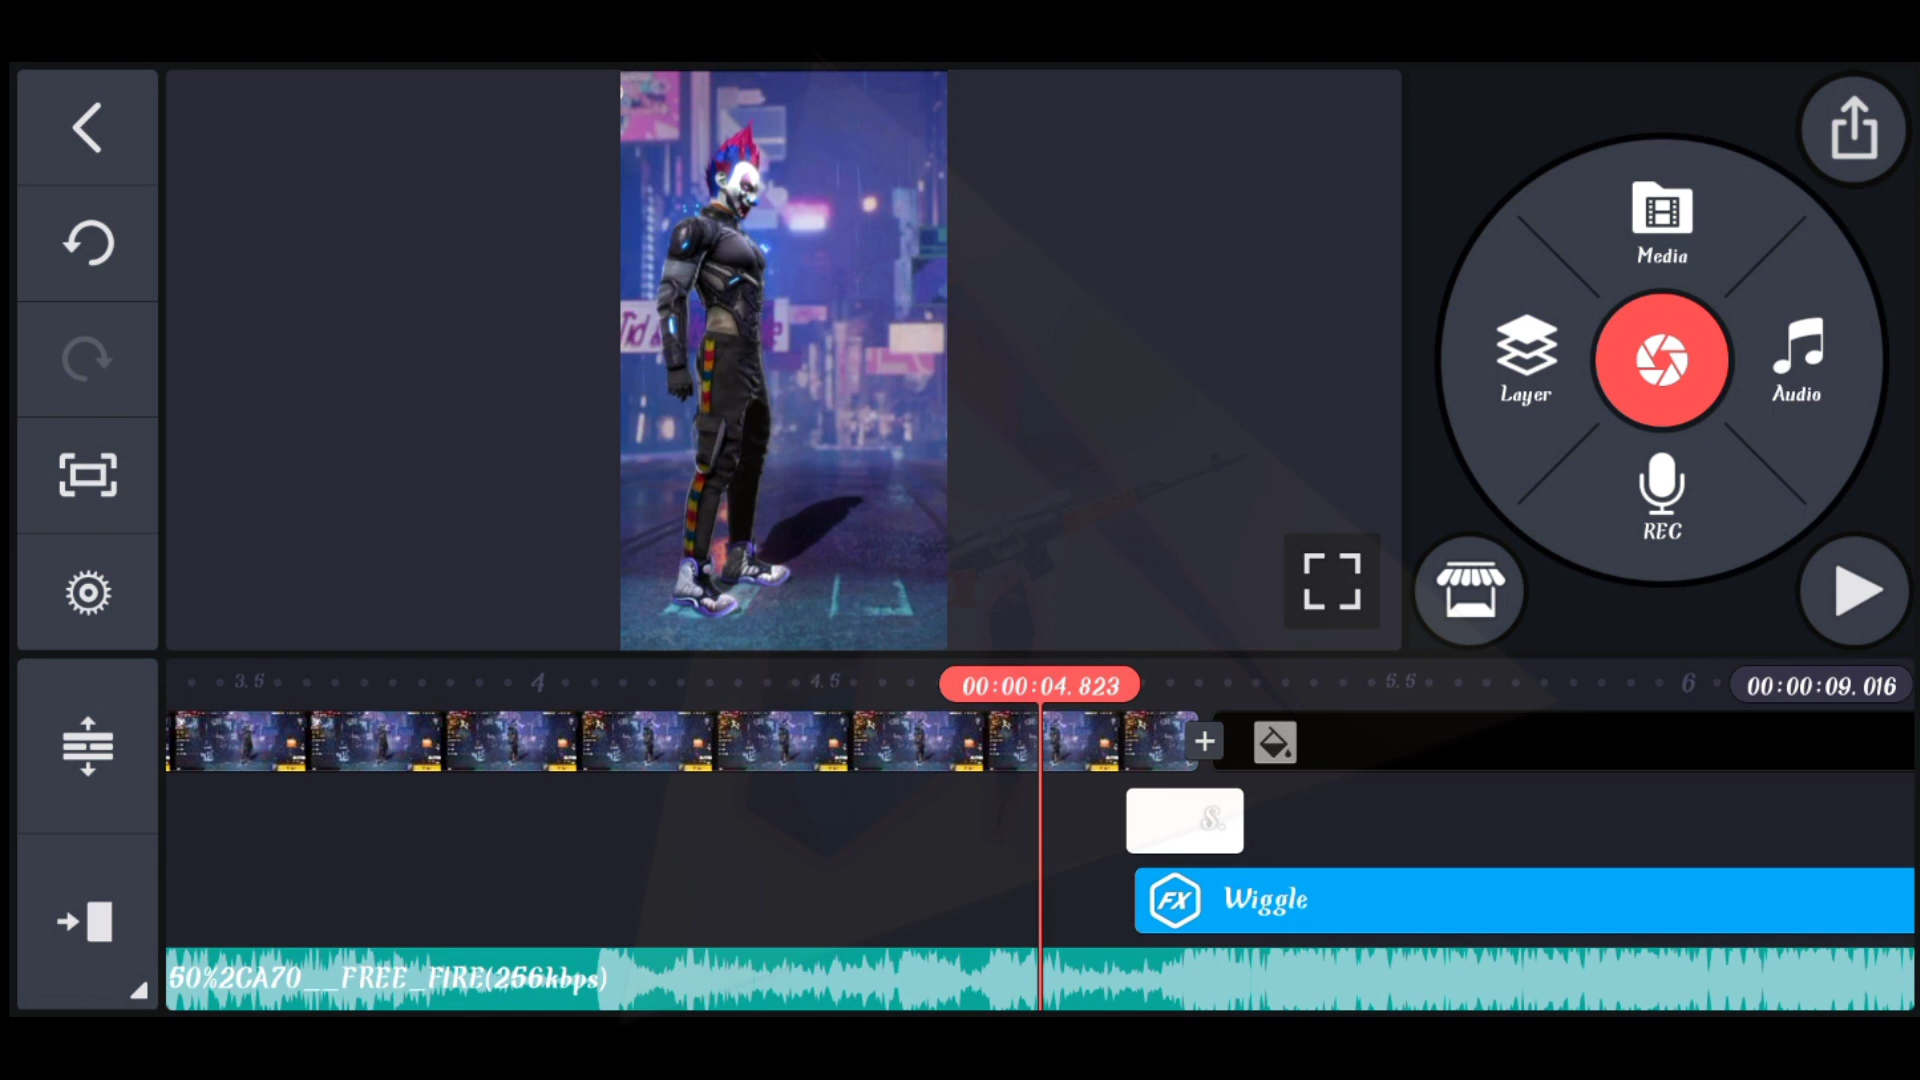 Media
Layer
Audio
REC
3.5
4
4.5
00:00:04.823
5.5
6
00:00:09.016
S.
FX
Wiggle
50%2CA70__FREE_FIRE(256kbps)